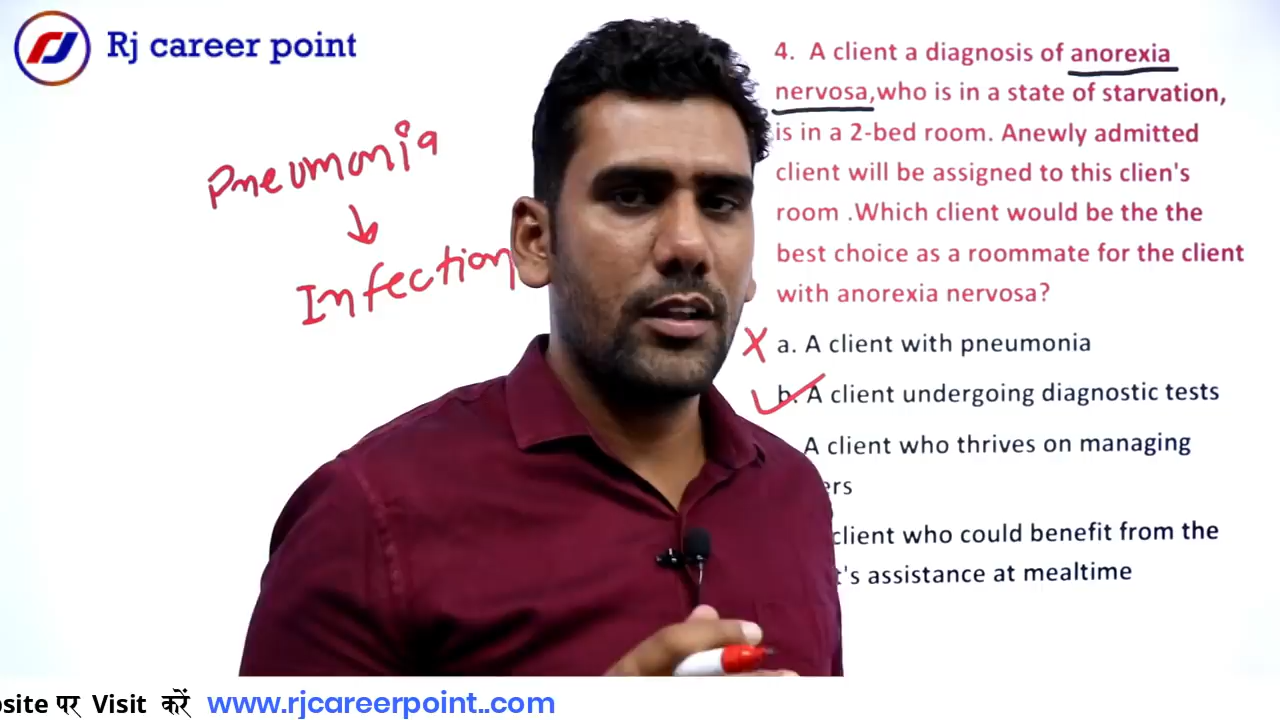 Rj career point
Pneumonia
Infection
4. A client a diagnosis of anorexia
nervosa,who is in a state of starvation,
is in a 2-bed room. Anewly admitted
client will be assigned to this clien's
room .Which client would be the the
best choice as a roommate for the client
with anorexia nervosa?
x a. A client with pneumonia
✓ b. A client undergoing diagnostic tests
A client who thrives on managing
ers
client who could benefit from the
t's assistance at mealtime
osite पर Visit करें www.rjcareerpoint..com